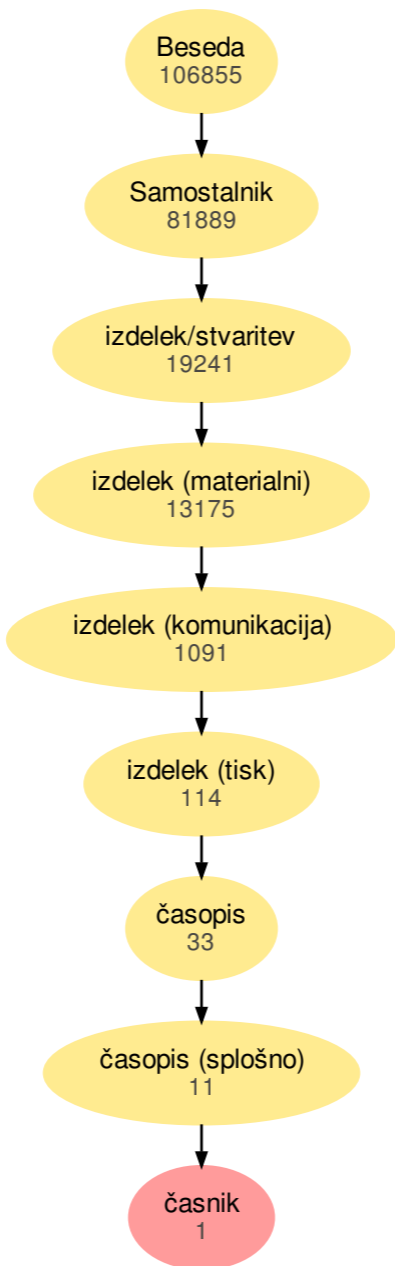 Beseda
106855
Samostalnik
81889
izdelek/stvaritev
19241
izdelek (materialni)
13175
izdelek (komunikacija)
1091
izdelek (tisk)
114
časopis
33
časopis (splošno)
11
časnik
1